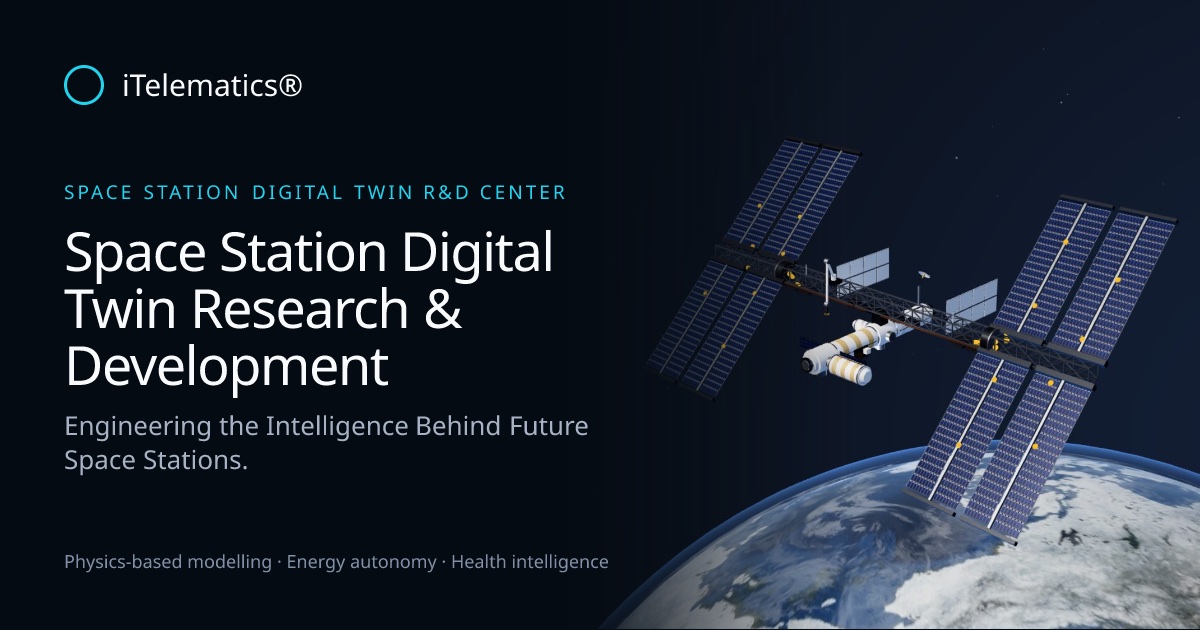 iTelematics®
SPACE STATION DIGITAL TWIN R&D CENTER
Space Station Digital
Twin Research &
Development
Engineering the Intelligence Behind Future
Space Stations.
Physics-based modelling · Energy autonomy · Health intelligence